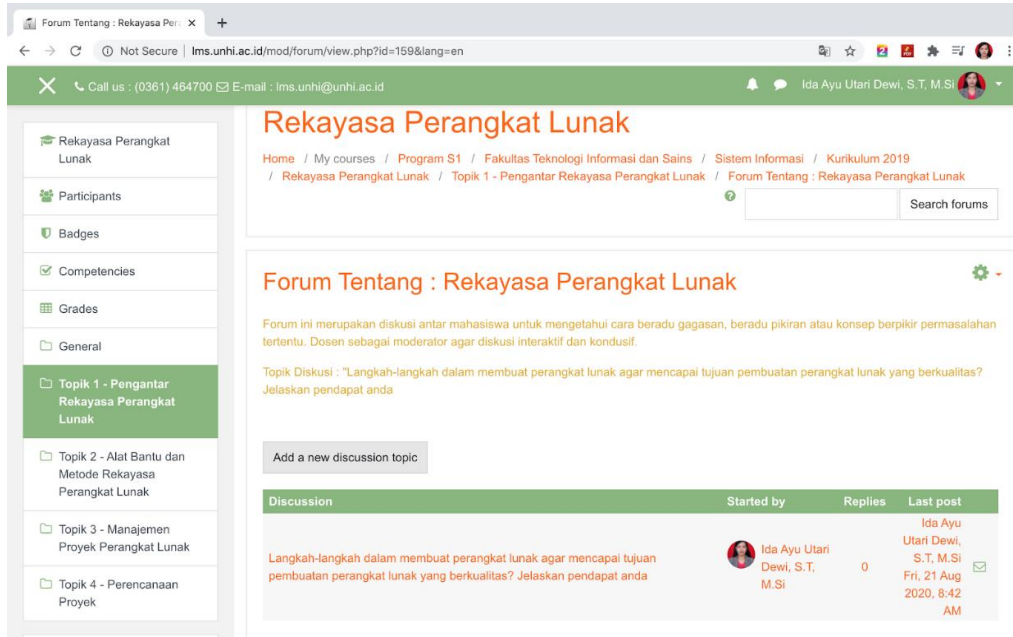 Forum Tentang : Rekayasa Per
Not Secure | lms.unhi.ac.id/mod/forum/view.php?id=159&lang=en
Call us : (0361) 464700 E-mail : lms.unhi@unhi.ac.id
Ida Ayu Utari Dewi, S.T, M.Si
Rekayasa Perangkat
Lunak
Participants
Badges
Competencies
Grades
General
Topik 1 - Pengantar
Rekayasa Perangkat
Lunak
Topik 2 - Alat Bantu dan
Metode Rekayasa
Perangkat Lunak
Topik 3 - Manajemen
Proyek Perangkat Lunak
Topik 4 - Perencanaan
Proyek
Rekayasa Perangkat Lunak
Home / My courses / Program S1 / Fakultas Teknologi Informasi dan Sains / Sistem Informasi / Kurikulum 2019
/ Rekayasa Perangkat Lunak / Topik 1 - Pengantar Rekayasa Perangkat Lunak / Forum Tentang : Rekayasa Perangkat Lunak
Search forums
Forum Tentang : Rekayasa Perangkat Lunak
Forum ini merupakan diskusi antar mahasiswa untuk mengetahui cara beradu gagasan, beradu pikiran atau konsep berpikir permasalahan
tertentu. Dosen sebagai moderator agar diskusi interaktif dan kondusif.
Topik Diskusi : "Langkah-langkah dalam membuat perangkat lunak agar mencapai tujuan pembuatan perangkat lunak yang berkualitas?
Jelaskan pendapat anda
Add a new discussion topic
Discussion Started by Replies Last post
Langkah-langkah dalam membuat perangkat lunak agar mencapai tujuan
pembuatan perangkat lunak yang berkualitas? Jelaskan pendapat anda
Ida Ayu Utari
Dewi, S.T,
M.Si
0
Ida Ayu
Utari Dewi,
S.T, M.Si
Fri, 21 Aug
2020, 8:42
AM